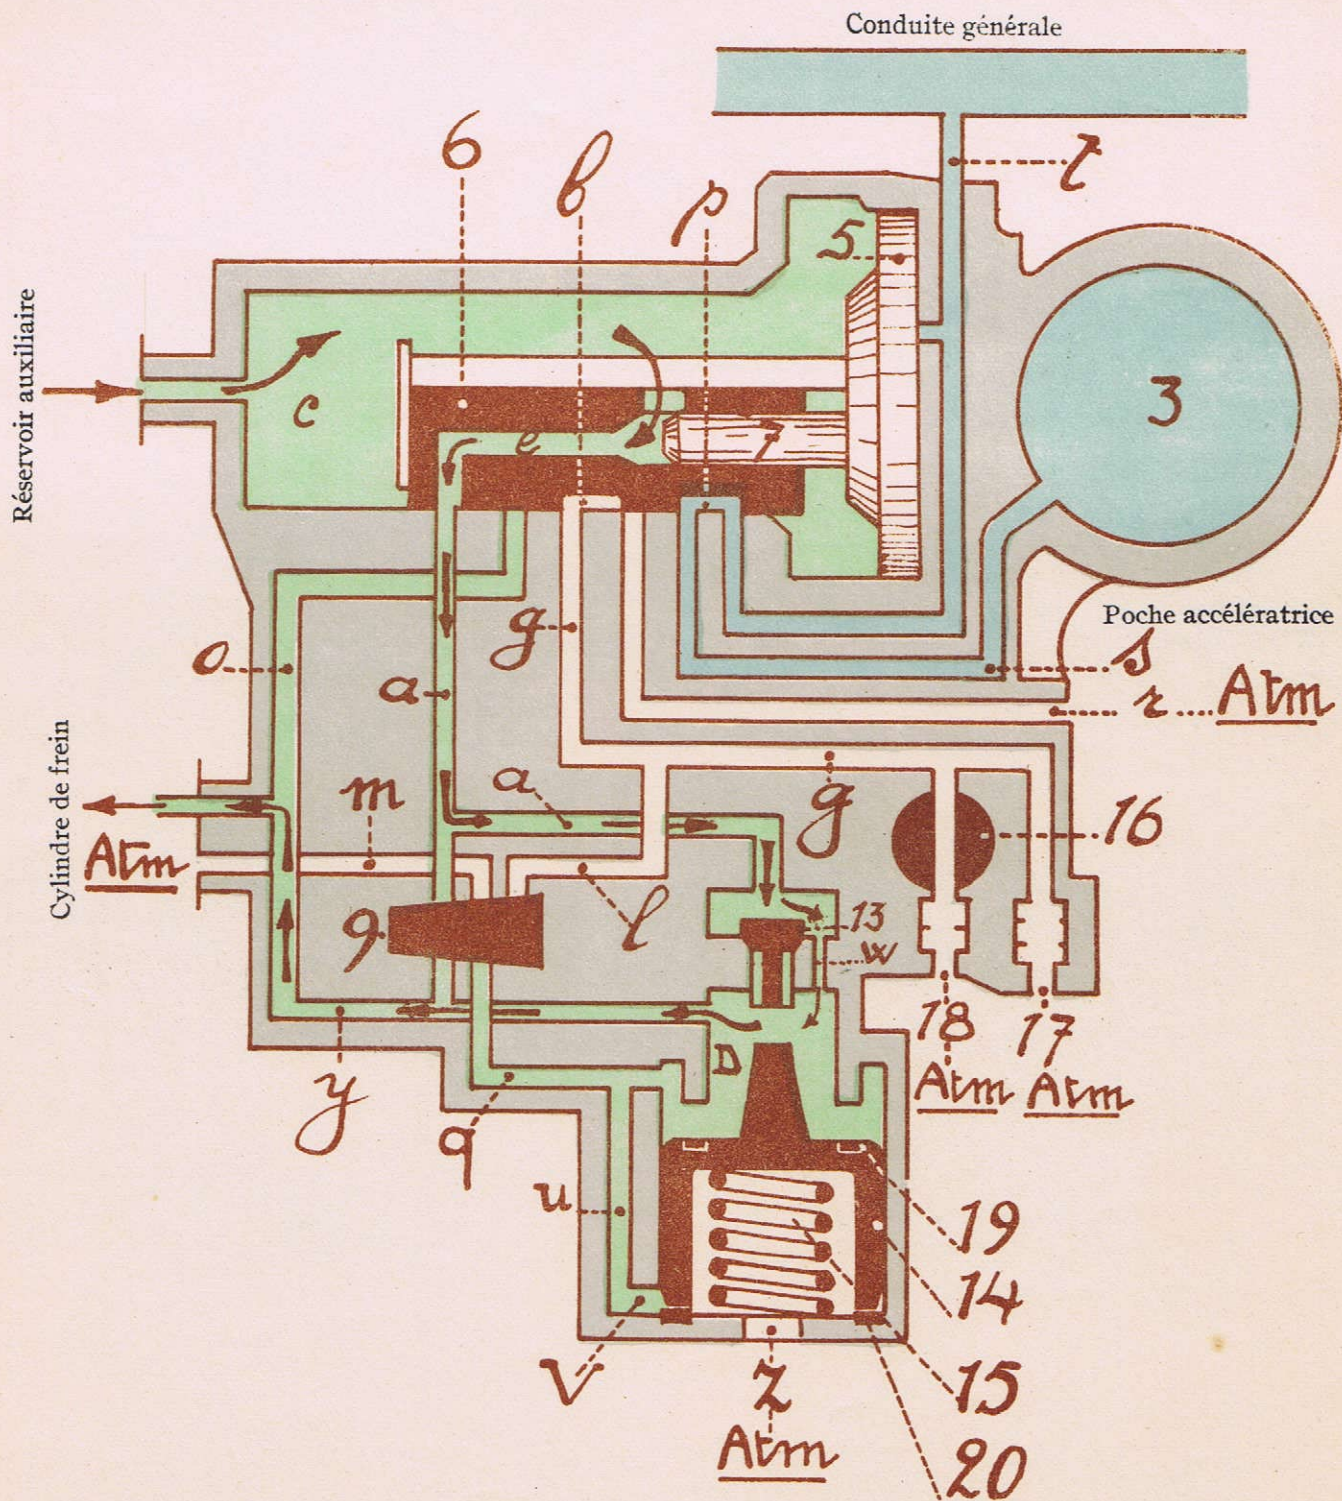 Conduite générale
6
b
p
t
5
Réservoir auxiliaire
c
e
7
3
Poche accélératrice
g
s
o
a
r
Atm
Cylindre de frein
Atm
m
a
g
16
9
l
13
w
18
17
Atm
Atm
D
y
q
u
19
14
V
z
15
Atm
20